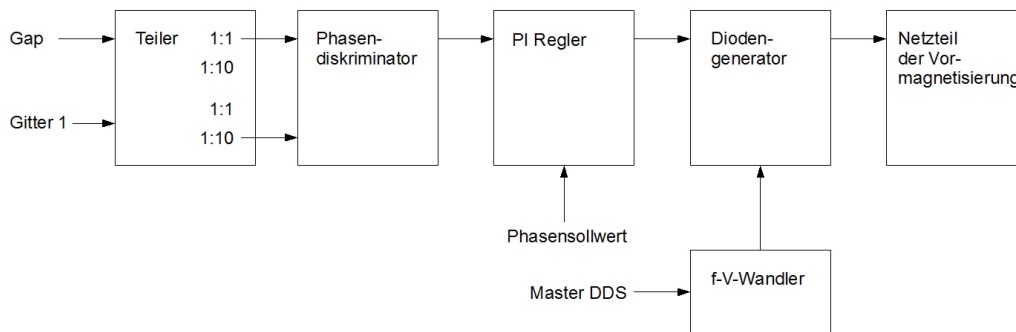 Gap
Teiler
1:1
1:10
Gitter 1
1:1
1:10
Phasen-
diskriminator
PI Regler
Phasensollwert
Dioden-
generator
Netzteil
der Vor-
magnetisierung
Master DDS
f-V-Wandler